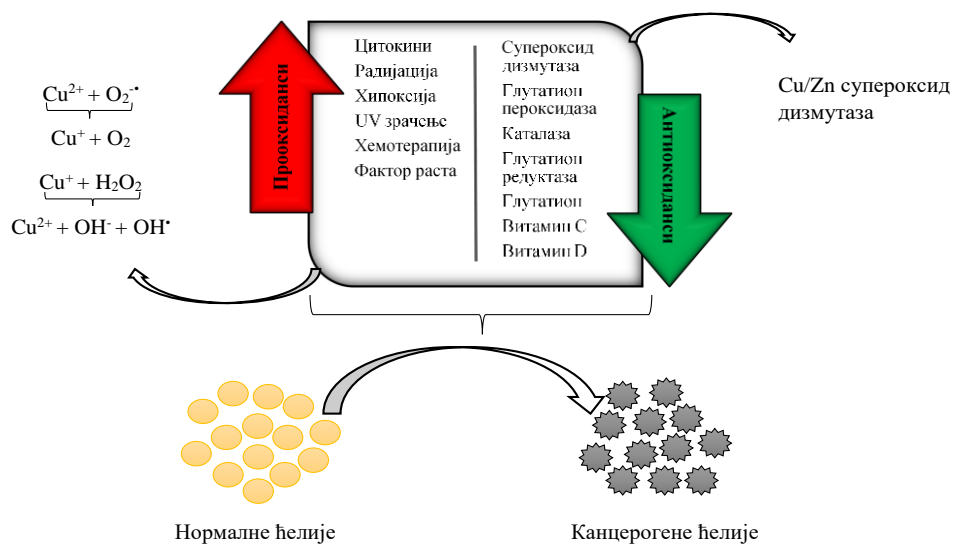 Cu²⁺ + O₂⁻•
Cu⁺ + O₂
Cu⁺ + H₂O₂
Cu²⁺ + OH⁻ + OH•
Прооксиданси
Цитокини
Радијација
Хипоксија
UV зрачење
Хемотерапија
Фактор раста
Супероксид
дизмутаза
Глутатион
пероксидаза
Каталаза
Глутатион
редуктаза
Глутатион
Витамин C
Витамин D
Антиоксиданси
Cu/Zn супероксид
дизмутаза
Нормалне ћелије
Канцерогене ћелије